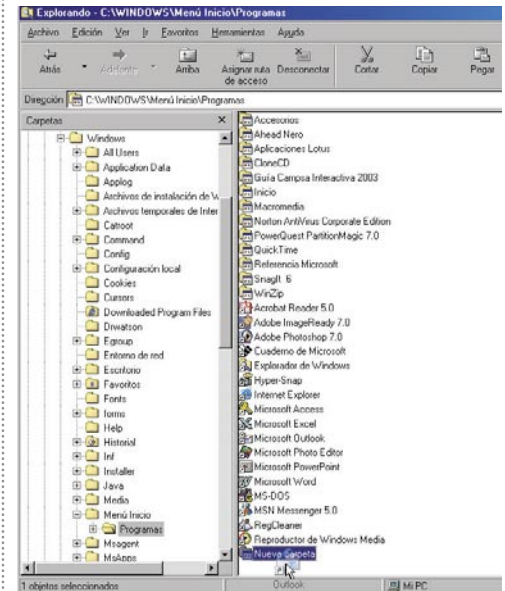 Explorando - C:\WINDOWS\Menú Inicio\Programas
Archivo Edición Ver Ir Favoritos Herramientas Ayuda
Atrás Adelante Arriba Asignar ruta de acceso Desconectar Cortar Copiar Pegar
Dirección C:\WINDOWS\Menú Inicio\Programas
Carpetas
Windows
All Users
Application Data
Applog
Archivos de instalación de W
Archivos temporales de Inter
Catroot
Command
Config
Configuración local
Cookies
Cursors
Downloaded Program Files
Drwatson
Egroup
Entorno de red
Escritorio
Favoritos
Fonts
forms
Help
Historial
Inf
Installer
Java
Media
Menú Inicio
Programas
Msagent
MsApps
Accesorios
Ahead Nero
Aplicaciones Lotus
CloneCD
Guía Campsa Interactiva 2003
Inicio
Macromedia
Norton AntiVirus Corporate Edition
PowerQuest PartitionMagic 7.0
QuickTime
Referencia Microsoft
SnagIt 6
WinZip
Acrobat Reader 5.0
Adobe ImageReady 7.0
Adobe Photoshop 7.0
Cuaderno de Microsoft
Explorador de Windows
Hyper-Snap
Internet Explorer
Microsoft Access
Microsoft Excel
Microsoft Outlook
Microsoft Photo Editor
Microsoft PowerPoint
Microsoft Word
MS-DOS
MSN Messenger 5.0
RegCleaner
Reproductor de Windows Media
Nueva Carpeta
1 objetos seleccionados
Outlook
Mi PC